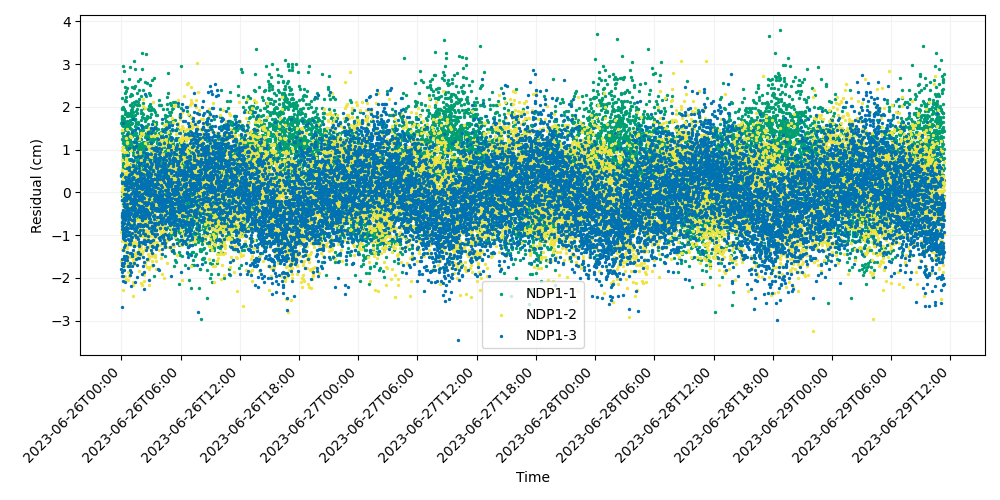 4
3
2
1
0
−1
−2
−3
Residual (cm)
NDP1-1
NDP1-2
NDP1-3
2023-06-26T00:00
2023-06-26T06:00
2023-06-26T12:00
2023-06-26T18:00
2023-06-27T00:00
2023-06-27T06:00
2023-06-27T12:00
2023-06-27T18:00
2023-06-28T00:00
2023-06-28T06:00
2023-06-28T12:00
2023-06-28T18:00
2023-06-29T00:00
2023-06-29T06:00
2023-06-29T12:00
Time